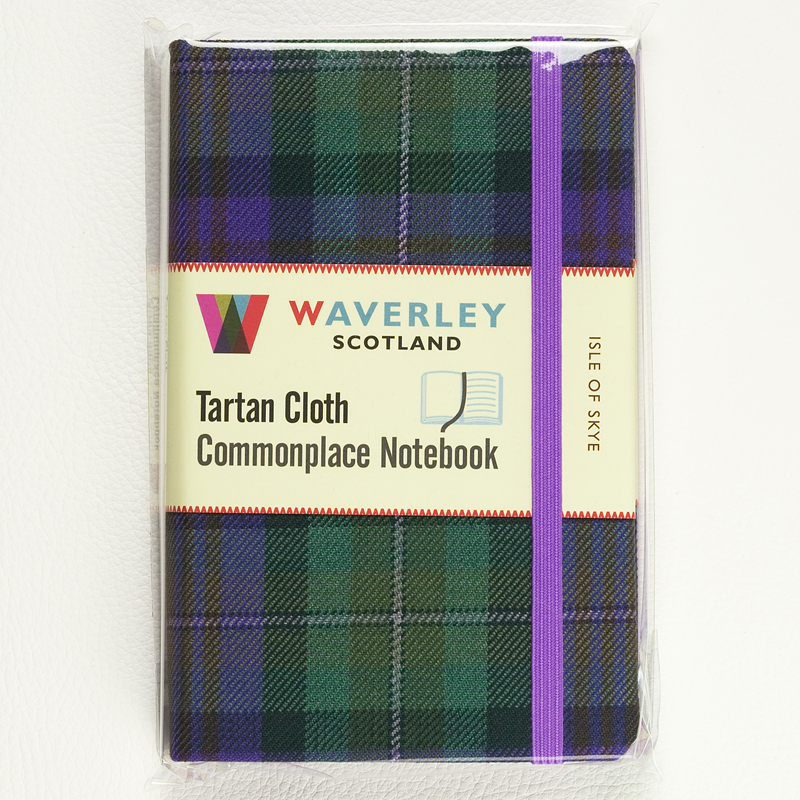 WAVERLEY
SCOTLAND
Tartan Cloth
Commonplace Notebook
ISLE OF SKYE